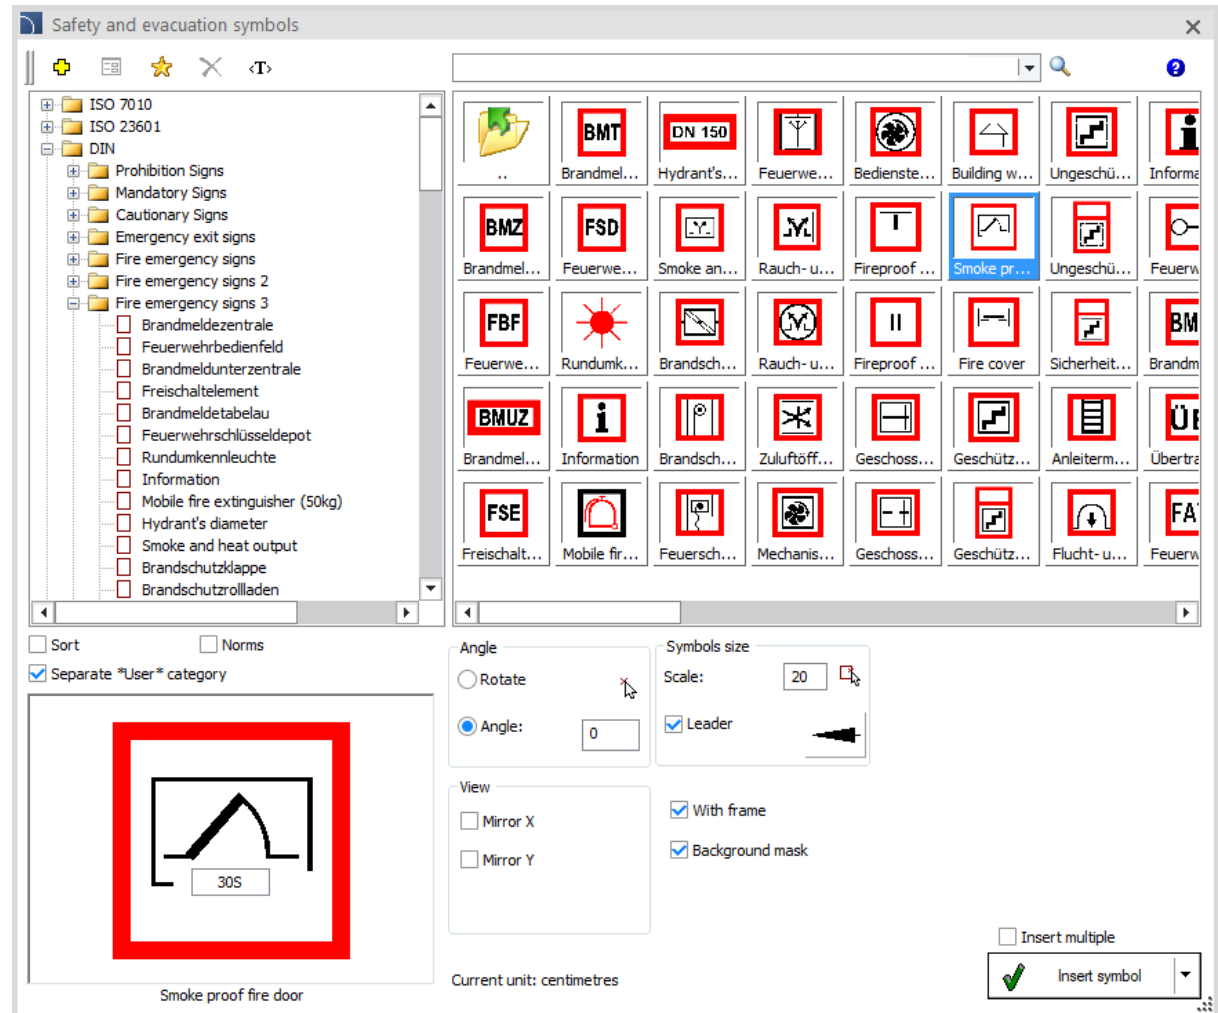 Safety and evacuation symbols
<T>
ISO 7010
ISO 23601
DIN
Prohibition Signs
Mandatory Signs
Cautionary Signs
Emergency exit signs
Fire emergency signs
Fire emergency signs 2
Fire emergency signs 3
Brandmeldezentrale
Feuerwehrbedienfeld
Brandmeldunterzentrale
Freischaltelement
Brandmeldetabelau
Feuerwehrschlüsseldepot
Rundumkennleuchte
Information
Mobile fire extinguisher (50kg)
Hydrant's diameter
Smoke and heat output
Brandschutzklappe
Brandschutzrollladen
BMT DN 150
.. Brandmel... Hydrant's... Feuerwe... Bedienste... Building w... Ungeschü... Informa
BMZ FSD
Brandmel... Feuerwe... Smoke an... Rauch- u... Fireproof ... Smoke pr... Ungeschü... Feuerw
FBF BM
Feuerwe... Rundumk... Brandsch... Rauch- u... Fireproof ... Fire cover Sicherheit... Brandm
BMUZ i ÜE
Brandmel... Information Brandsch... Zuluftöff... Geschoss... Geschütz... Anleiterm... Übertra
FSE FA
Freischalt... Mobile fir... Feuersch... Mechanis... Geschoss... Geschütz... Flucht- u... Feuerw
Sort Norms
Separate *User* category
30S
Smoke proof fire door
Angle
Rotate
Angle: 0
Symbols size
Scale: 20
Leader
View
Mirror X
Mirror Y
With frame
Background mask
Current unit: centimetres
Insert multiple
Insert symbol